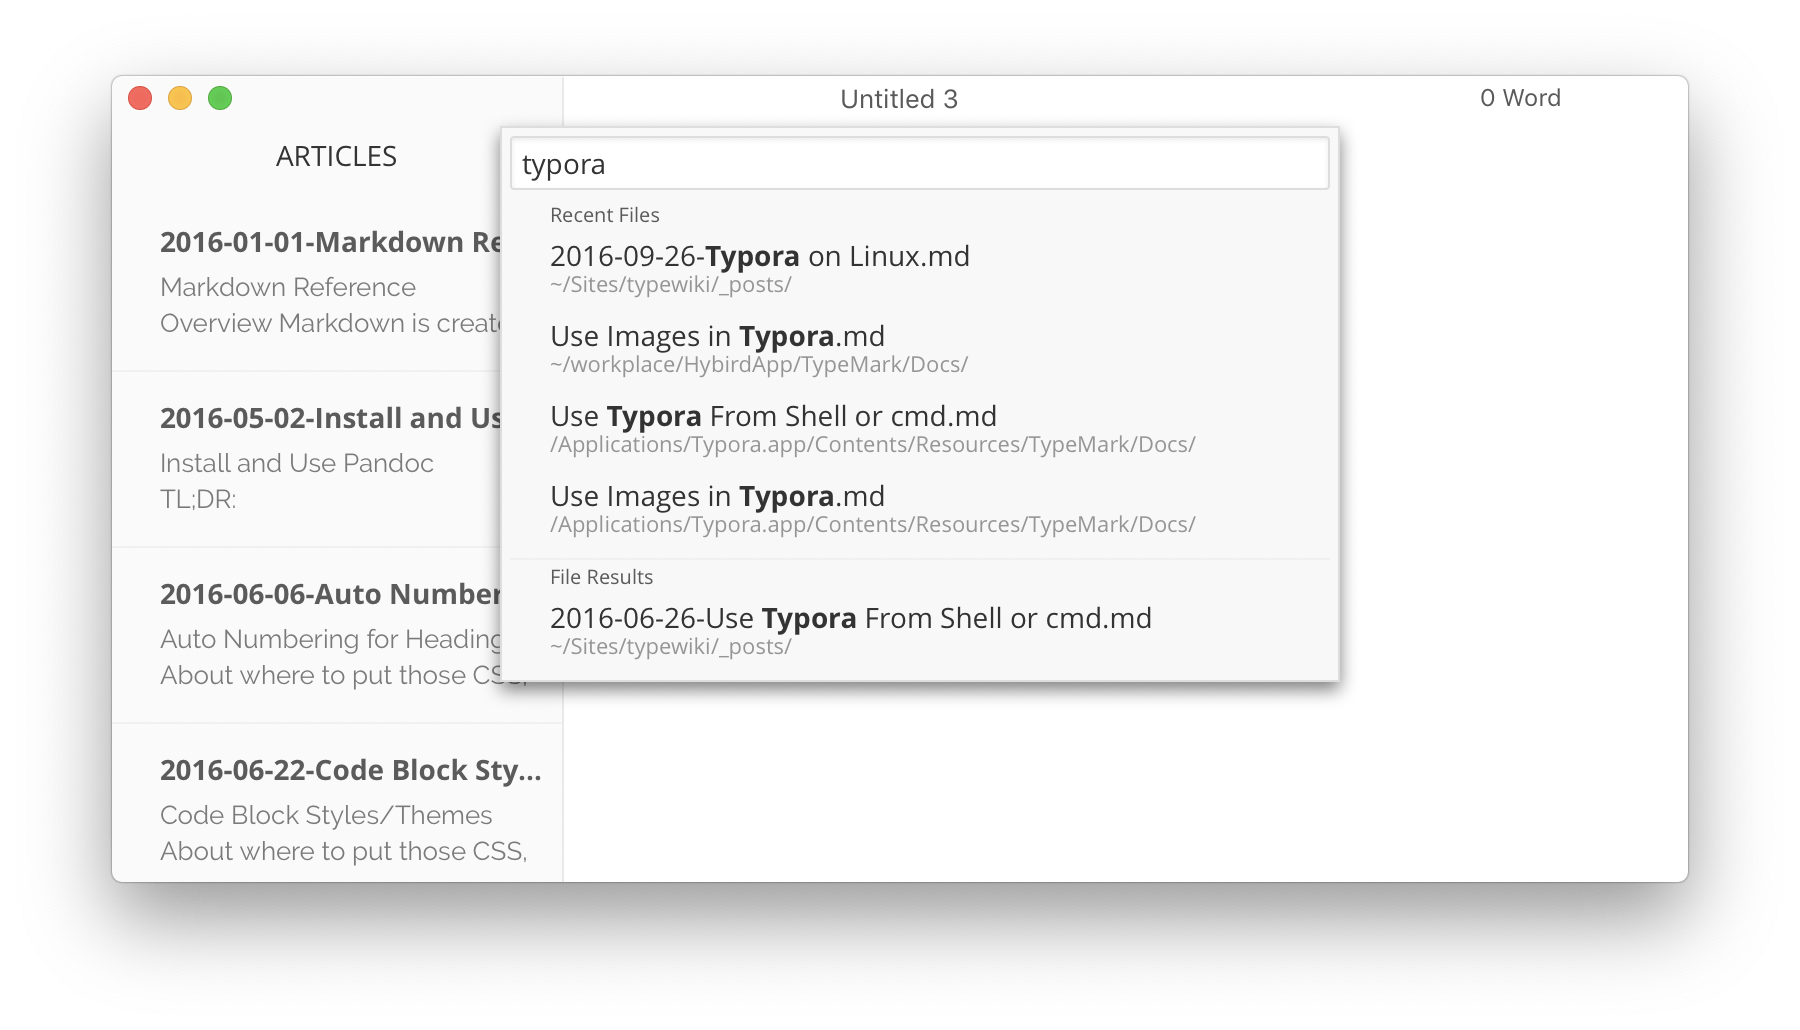 Untitled 3
0 Word
ARTICLES
2016-01-01-Markdown
Markdown Reference
Overview Markdown is
2016-05-02-Install and
Install and Use Pandoc
TL;DR:
2016-06-06-Auto
Auto Numbering for
About where to put those
2016-06-22-Code Block Sty...
Code Block Styles/Themes
About where to put those CSS,
typora
Recent Files
2016-09-26-Typora on Linux.md
~/Sites/typewiki/_posts/
Use Images in Typora.md
~/workplace/HybirdApp/TypeMark/Docs/
Use Typora From Shell or cmd.md
/Applications/Typora.app/Contents/Resources/TypeMark/Docs/
Use Images in Typora.md
/Applications/Typora.app/Contents/Resources/TypeMark/Docs/
File Results
2016-06-26-Use Typora From Shell or cmd.md
~/Sites/typewiki/_posts/